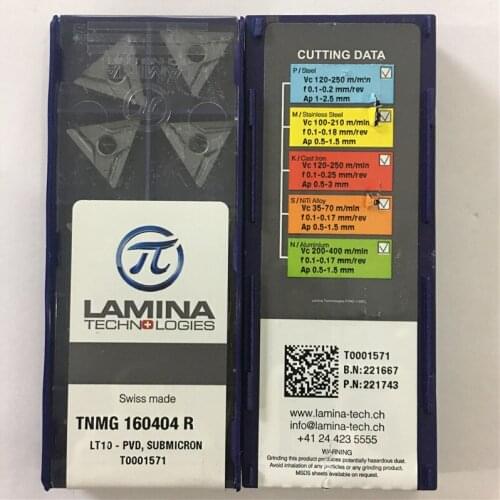 π
LAMINA
TECHNOLOGIES
Swiss made
TNMG 160404 R
LT10 - PVD, SUBMICRON
T0001571
CUTTING DATA
P / Steel
Vc 120-250 m/min
f 0.1-0.2 mm/rev
Ap 1-2.5 mm
M / Stainless Steel
Vc 100-210 m/min
f 0.1-0.18 mm/rev
Ap 0.5-1.5 mm
K / Cast Iron
Vc 120-250 m/min
f 0.1-0.25 mm/rev
Ap 0.5-3 mm
S / NiTi Alloy
Vc 35-70 m/min
f 0.1-0.17 mm/rev
Ap 0.5-1.5 mm
N / Aluminium
Vc 200-400 m/min
f 0.1-0.17 mm/rev
Ap 0.5-1.5 mm
T0001571
B.N: 221667
P.N: 221743
www.lamina-tech.ch
info@lamina-tech.ch
+41 24 423 5555
WARNING
Grinding this product produces potentially hazardous dust.
Avoid inhalation of any particles or any grinding product.
MSDS sheets available on request.